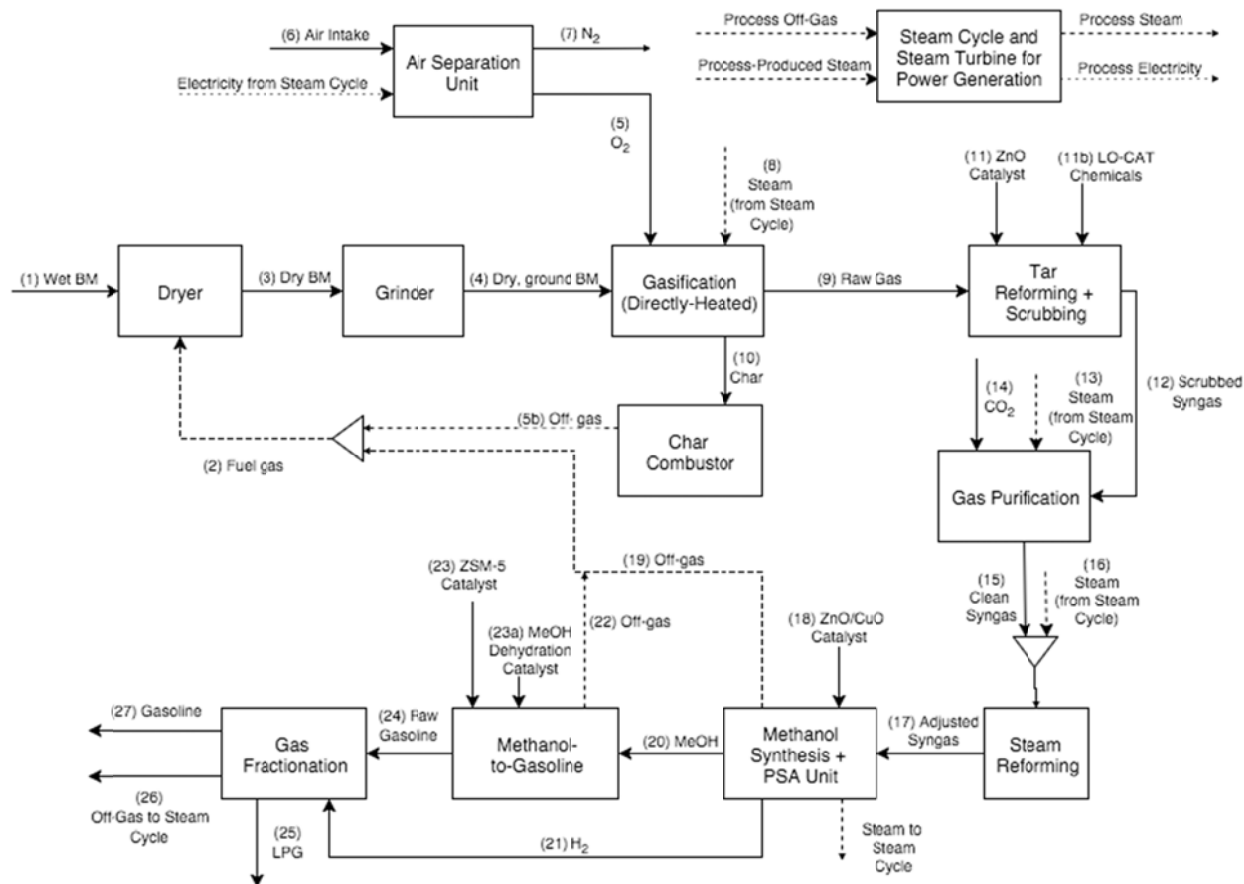 (6) Air Intake
(7) N2
Air Separation
Unit
Electricity from Steam Cycle
(5)
O2
Process Off-Gas
Process-Produced Steam
Steam Cycle and
Steam Turbine for
Power Generation
Process Steam
Process Electricity
(8)
Steam
(from Steam
Cycle)
(11) ZnO
Catalyst
(11b) LO-CAT
Chemicals
(1) Wet BM
Dryer
(3) Dry BM
Grinder
(4) Dry, ground BM
Gasification
(Directly-Heated)
(9) Raw Gas
Tar
Reforming +
Scrubbing
(10)
Char
(5b) Off-gas
Char
Combustor
(2) Fuel gas
(14)
CO2
(13)
Steam
(from Steam
Cycle)
(12) Scrubbed
Syngas
Gas Purification
(15)
Clean
Syngas
(16)
Steam
(from Steam
Cycle)
(19) Off-gas
(22) Off-gas
(23) ZSM-5
Catalyst
(23a) MeOH
Dehydration
Catalyst
(18) ZnO/CuO
Catalyst
(27) Gasoline
Gas
Fractionation
(24) Raw
Gasoine
Methanol-
to-Gasoline
(20) MeOH
Methanol
Synthesis +
PSA Unit
(17) Adjusted
Syngas
Steam
Reforming
(26)
Off-Gas to Steam
Cycle
(25)
LPG
(21) H2
Steam to
Steam
Cycle